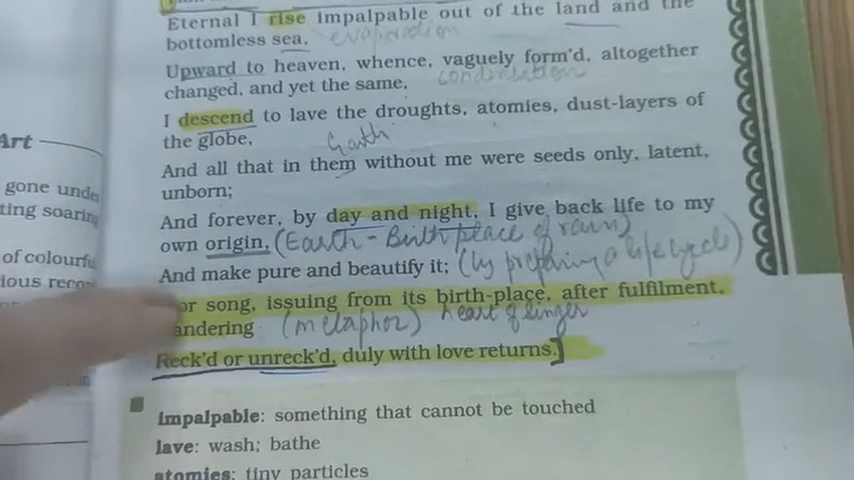 Eternal I rise impalpable out of the land and the
bottomless sea,
evaporation
Upward to heaven, whence, vaguely form'd, altogether
changed, and yet the same,
condensation
I descend to lave the droughts, atomies, dust-layers of
the globe,
Earth
And all that in them without me were seeds only, latent,
unborn;
And forever, by day and night, I give back life to my
own origin, (Earth - Birthplace of rain)
And make pure and beautify it; (by preparing a life cycle)
or song, issuing from its birth-place, after fulfilment,
andering (metaphor) heart of singer
Reck'd or unreck'd, duly with love returns.]
impalpable: something that cannot be touched
lave: wash; bathe
atomies: tiny particles
Art
gone unde
ting soaring
of colourfu
ious reco